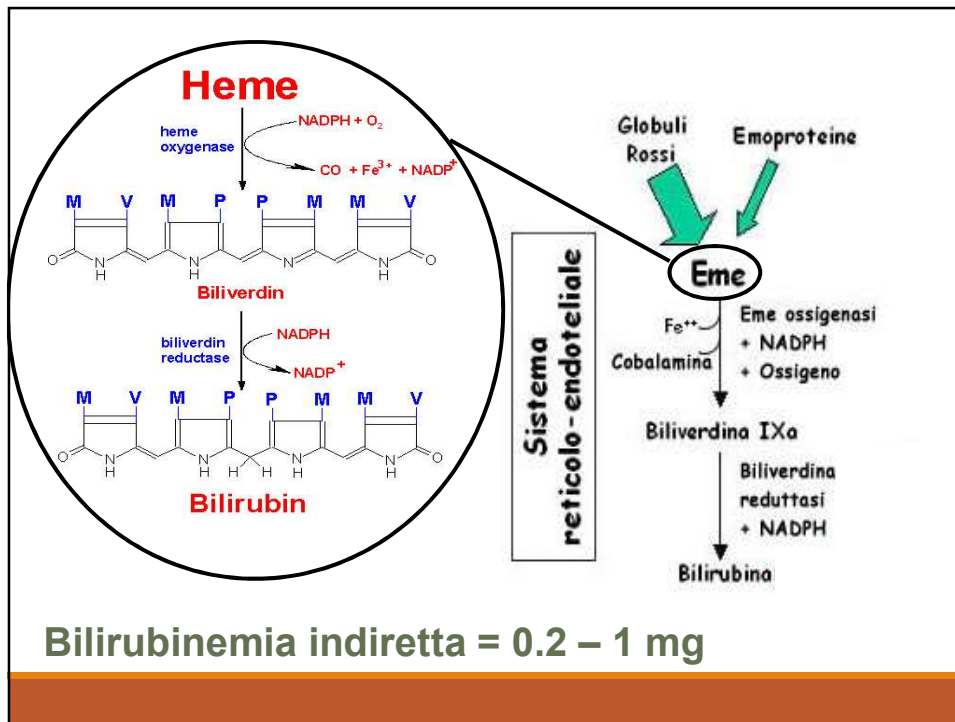 Heme
heme
oxygenase
NADPH + O₂
CO + Fe³⁺ + NADP⁺
M V M P P M M V
O N H N H N N H O
Biliverdin
biliverdin
reductase
NADPH
NADP⁺
M V M P P M M V
O N H N H H H N H N H O
Bilirubin
Globuli
Rossi
Emoproteine
Sistema
reticolo-endoteliale
Eme
Fe⁺⁺
Cobalamina
Eme ossigenasi
+ NADPH
+ Ossigeno
Biliverdina IXa
Biliverdina
reduttasi
+ NADPH
Bilirubina
Bilirubinemia indiretta = 0.2 – 1 mg